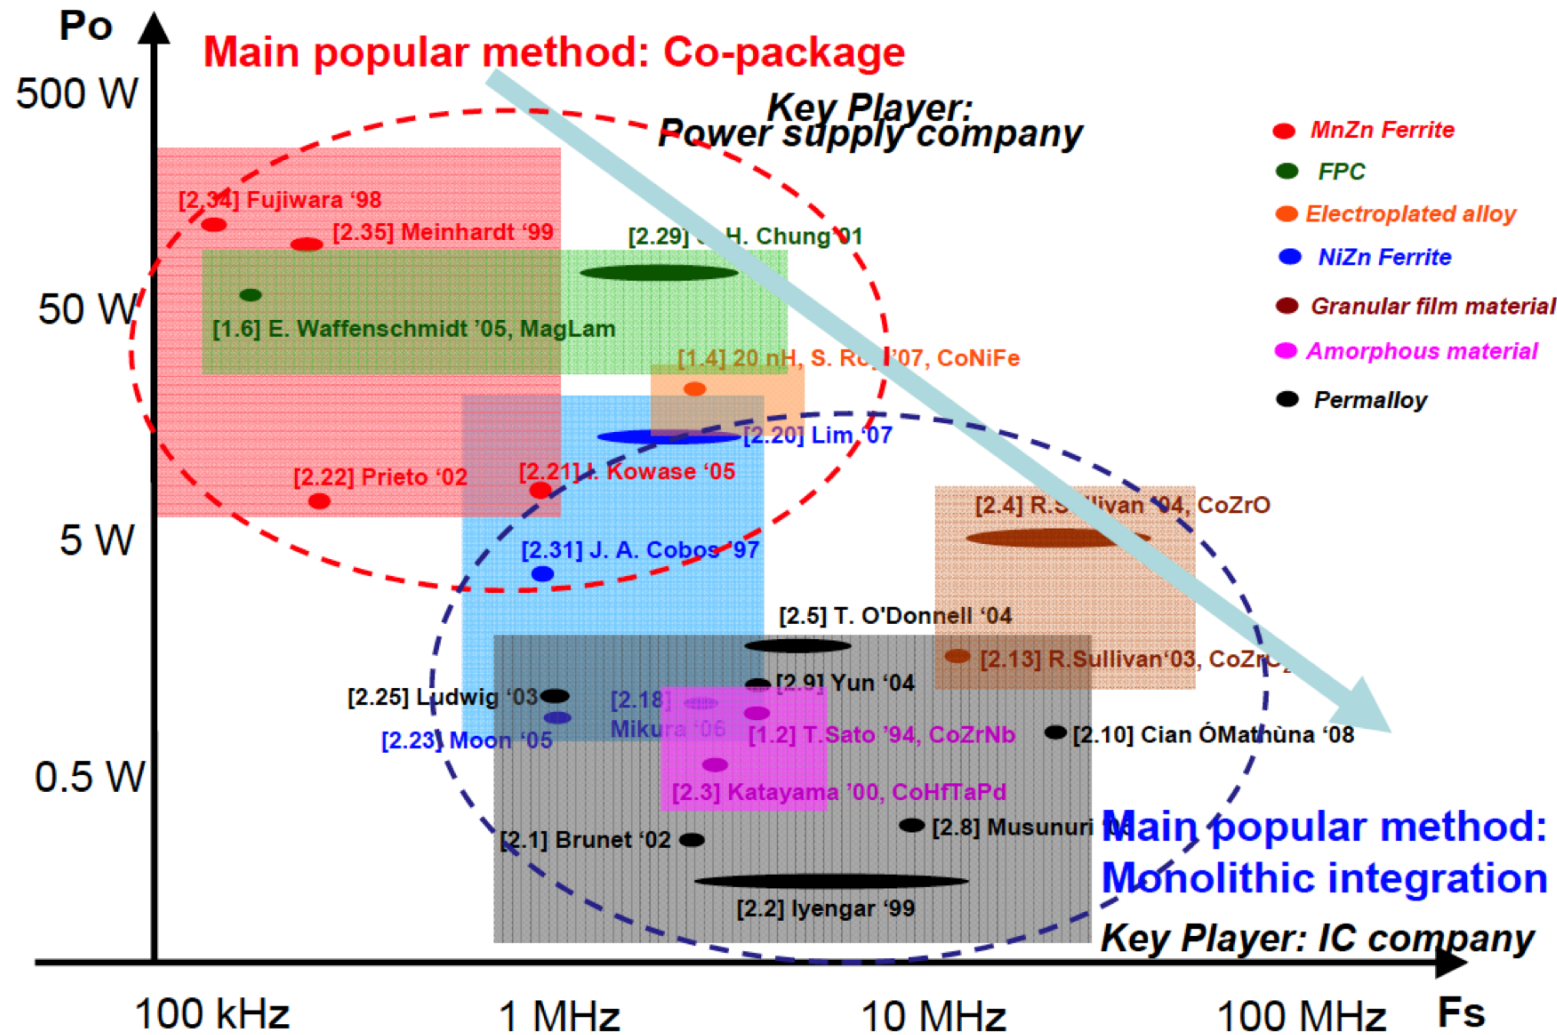 Po
Main popular method: Co-package
500 W
Key Player:
Power supply company
MnZn Ferrite
FPC
Electroplated alloy
NiZn Ferrite
Granular film material
Amorphous material
Permalloy
[2.34] Fujiwara ‘98
[2.35] Meinhardt ‘99
[2.29] H. Chung’01
50 W
[1.6] E. Waffenschmidt ’05, MagLam
[1.4] 20 nH, S. ’07, CoNiFe
[2.20] Lim ‘07
[2.22] Prieto ‘02
[2.21] I. Kowase ‘05
[2.4] R.Sullivan ‘04, CoZrO
5 W
[2.31] J. A. Cobos ‘97
[2.5] T. O'Donnell ‘04
[2.13] R.Sullivan‘03, CoZrO2
[2.25] Ludwig ‘03
[2.18]
Mikura ‘06
[2.9] Yun ‘04
[2.23] Moon ‘05
[1.2] T.Sato ’94, CoZrNb
[2.10] Cian ÓMathùna ‘08
0.5 W
[2.3] Katayama ’00, CoHfTaPd
[2.1] Brunet ‘02
[2.8] Musunuri
Main popular method:
Monolithic integration
[2.2] Iyengar ‘99
Key Player: IC company
100 kHz
1 MHz
10 MHz
100 MHz
Fs